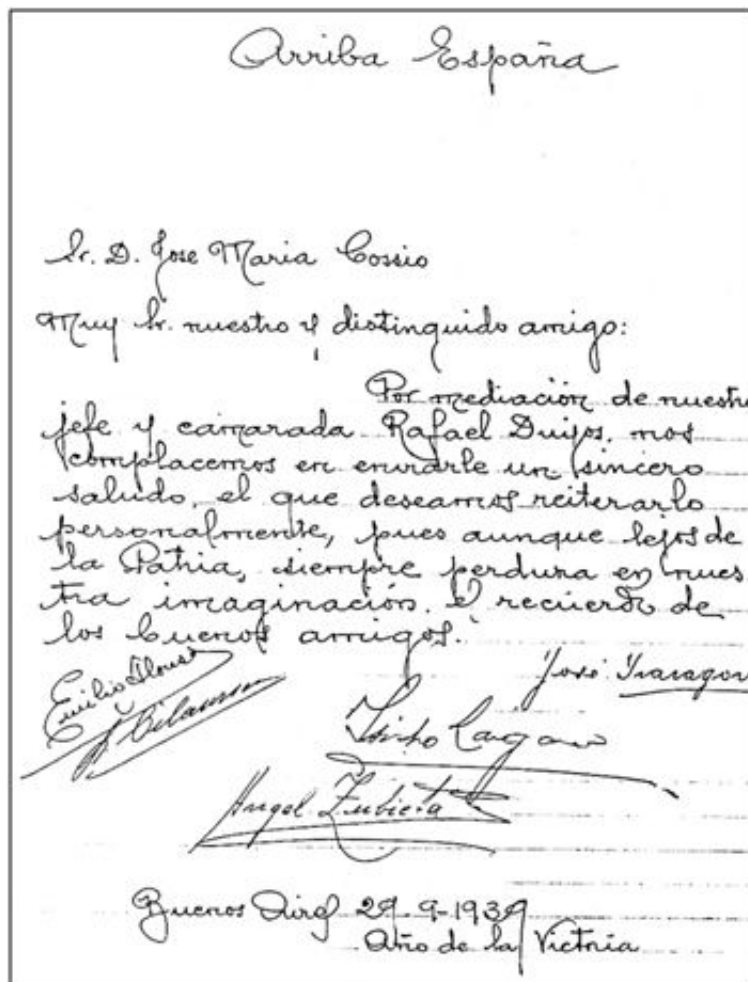 Arriba España
Sr. D. Jose Maria Cossio
Muy Sr. nuestro y distinguido amigo:
Por mediación de nuestro
jefe y camarada Rafael Duyos, nos
complacemos en enviarle un sincero
saludo, el que deseamos reiterarlo
personalmente, pues aunque lejos de
la Patria, siempre perdura en nues
tra imaginación, el recuerdo de
los buenos amigos.
José Iraragorri
Emilio Alonso
Angel Zubieta
Buenos Aires 29-9-1939
Año de la Victoria